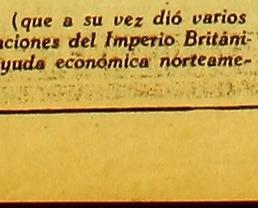 (que a su vez dió varios
aciones del Imperio Británi-
yuda económica norteame-